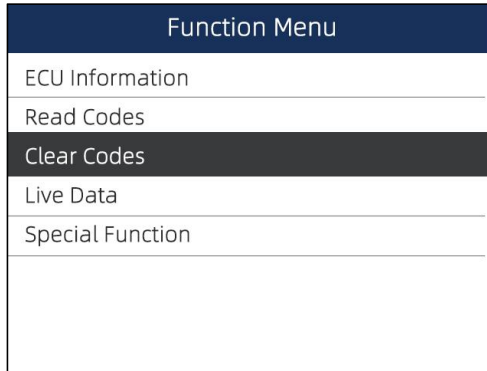 Function Menu
ECU Information
Read Codes
Clear Codes
Live Data
Special Function